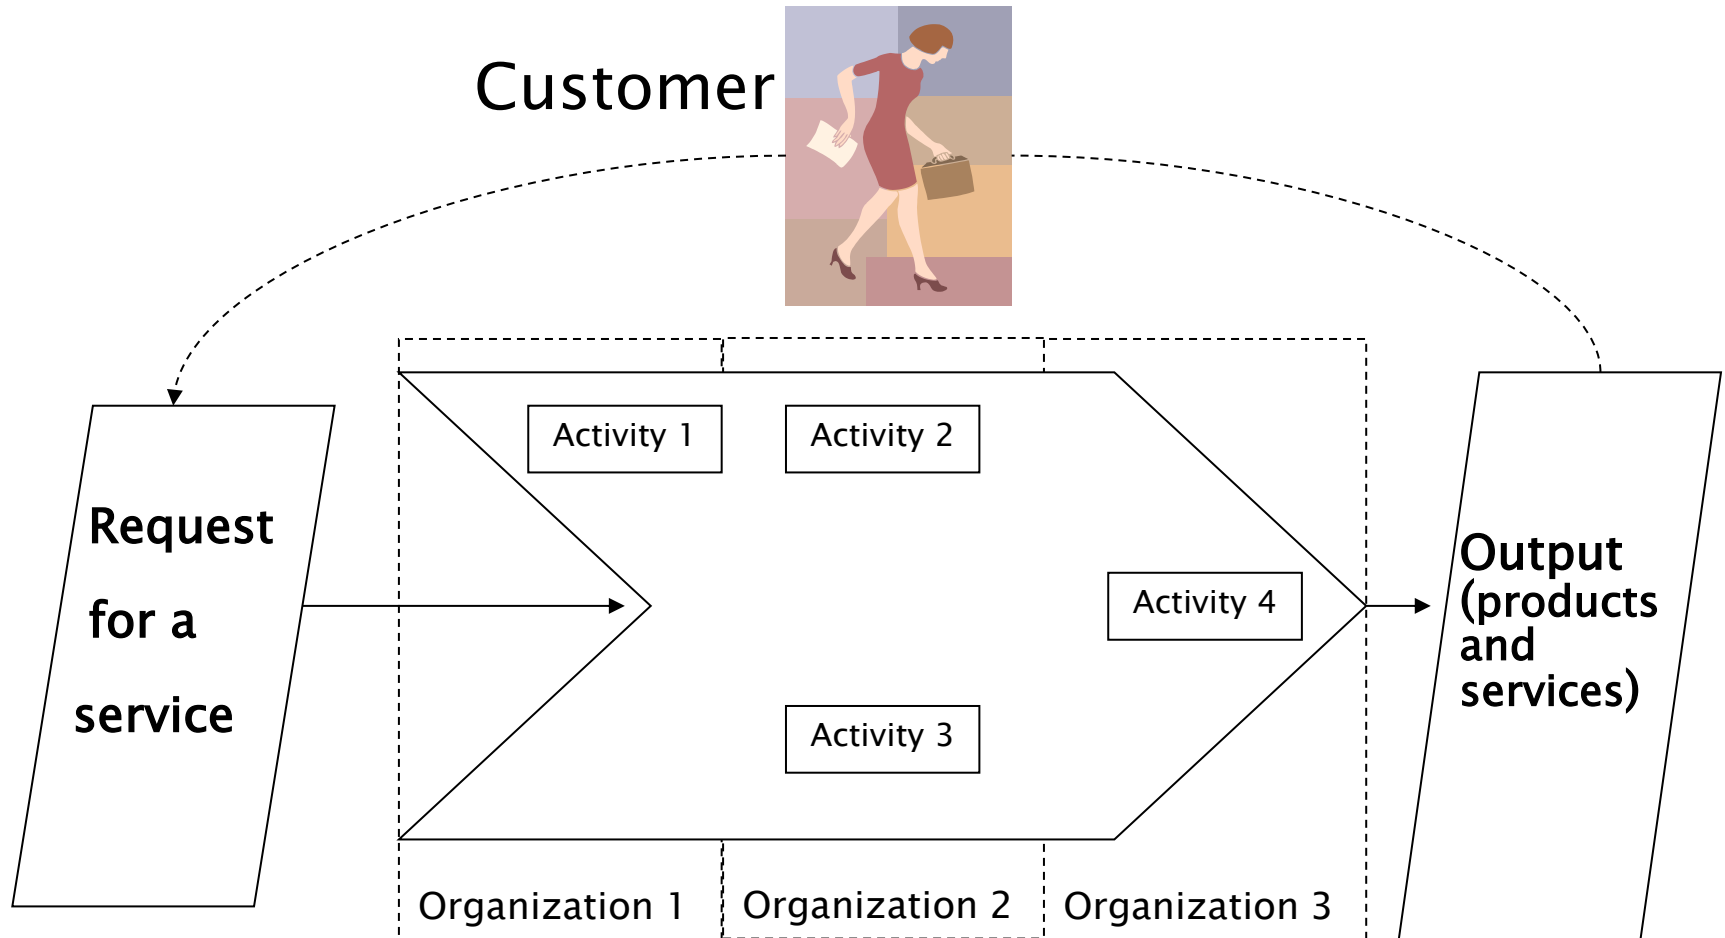 Customer
Activity 1
Activity 2
Request
for a
service
Activity 4
Activity 3
Output
(products
and
services)
Organization 1
Organization 2
Organization 3